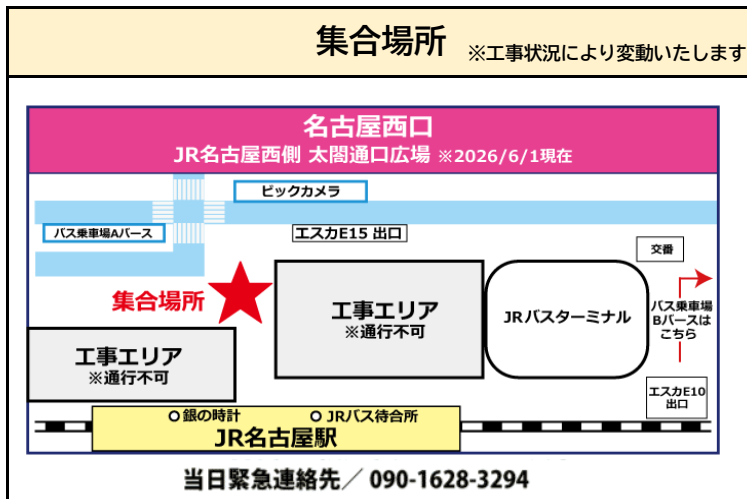 集合場所 ※工事状況により変動いたします
名古屋西口
JR名古屋西側 太閤通口広場 ※2026/6/1現在
ビックカメラ
バス乗車場Aバース
エスカE15 出口
交番
集合場所
工事エリア
※通行不可
JRバスターミナル
バス乗車場
Bバースは
こちら
工事エリア
※通行不可
エスカE10
出口
銀の時計
JRバス待合所
JR名古屋駅
当日緊急連絡先／ 090-1628-3294